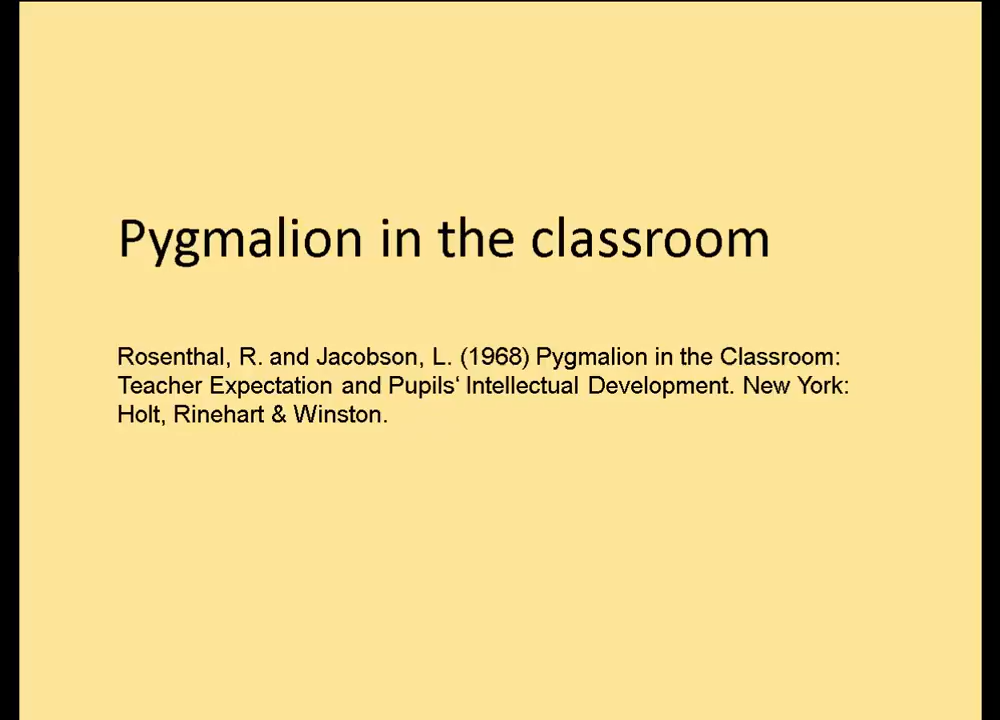 Pygmalion in the classroom
Rosenthal, R. and Jacobson, L. (1968) Pygmalion in the Classroom:
Teacher Expectation and Pupils‘ Intellectual Development. New York:
Holt, Rinehart & Winston.